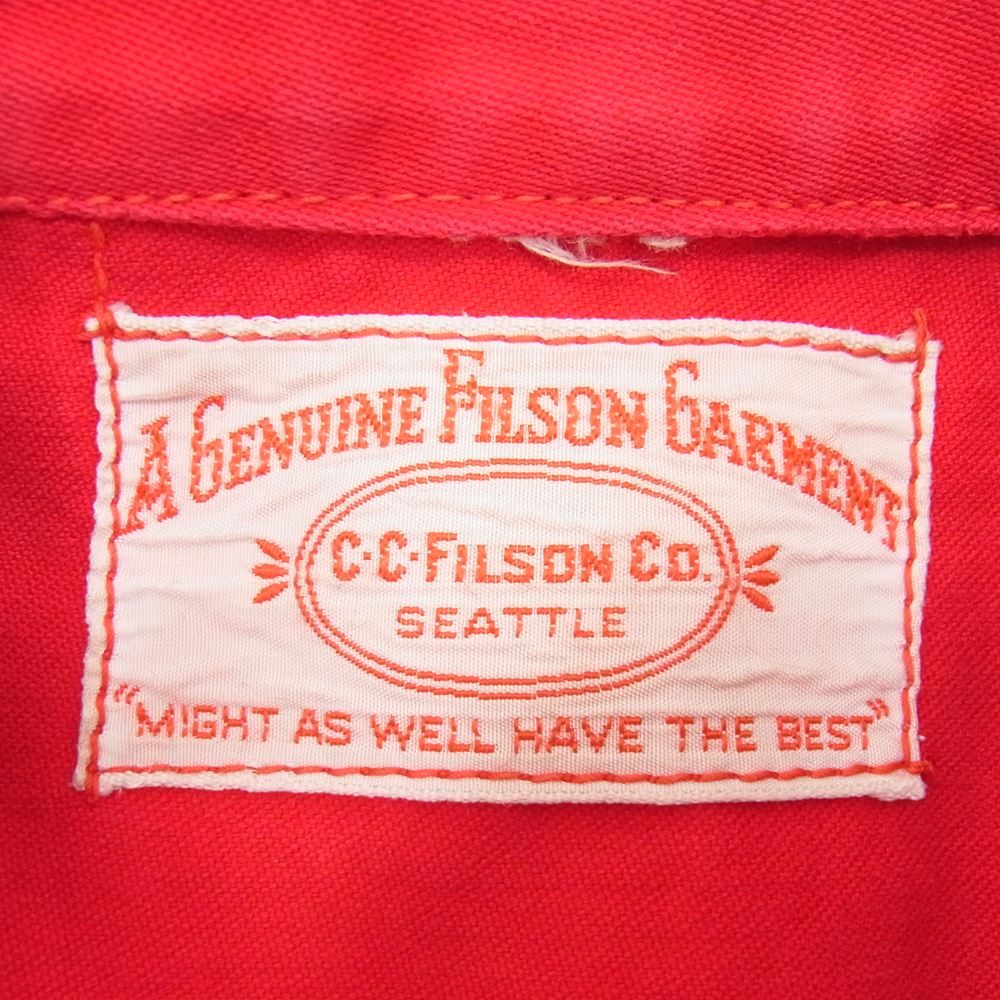 A GENUINE FILSON GARMENT
C·C·FILSON CO.
SEATTLE
"MIGHT AS WELL HAVE THE BEST"